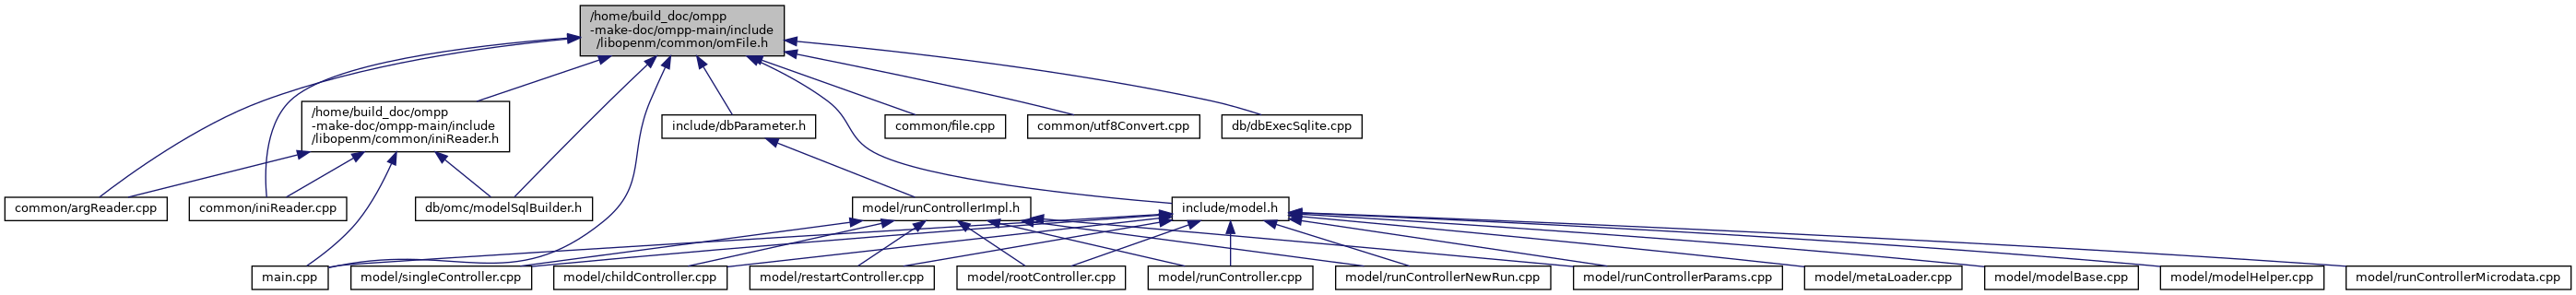 /home/build_doc/ompp
-make-doc/ompp-main/include
/libopenm/common/omFile.h
/home/build_doc/ompp
-make-doc/ompp-main/include
/libopenm/common/iniReader.h
include/dbParameter.h
common/file.cpp
common/utf8Convert.cpp
db/dbExecSqlite.cpp
common/argReader.cpp
common/iniReader.cpp
db/omc/modelSqlBuilder.h
model/runControllerImpl.h
include/model.h
main.cpp
model/singleController.cpp
model/childController.cpp
model/restartController.cpp
model/rootController.cpp
model/runController.cpp
model/runControllerNewRun.cpp
model/runControllerParams.cpp
model/metaLoader.cpp
model/modelBase.cpp
model/modelHelper.cpp
model/runControllerMicrodata.cpp